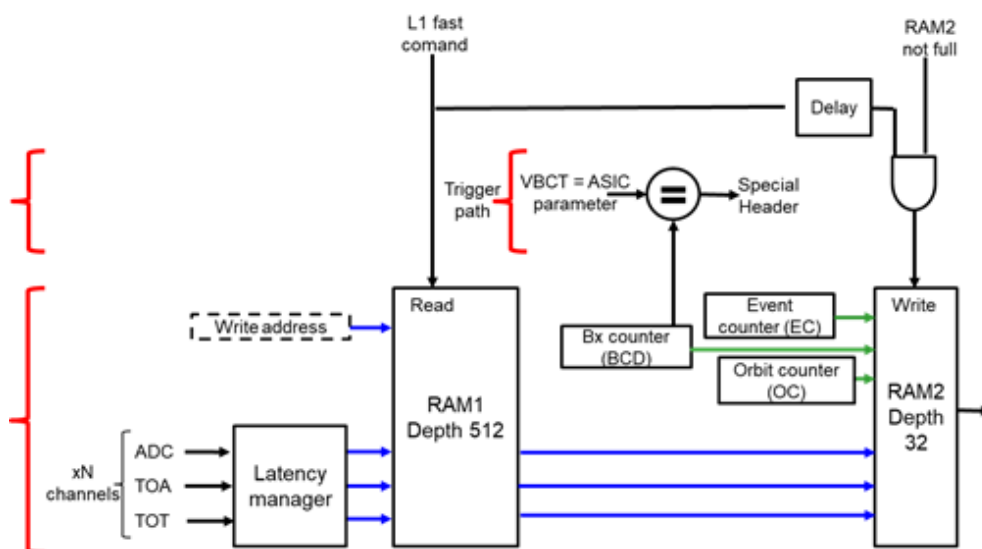 L1 fast
comand
RAM2
not full
Delay
Trigger
path
VBCT = ASIC
parameter
=
Special
Header
Read
Write
Write address
Event
counter (EC)
Bx counter
(BCD)
Orbit counter
(OC)
RAM1
Depth 512
RAM2
Depth
32
xN
channels
ADC
TOA
TOT
Latency
manager